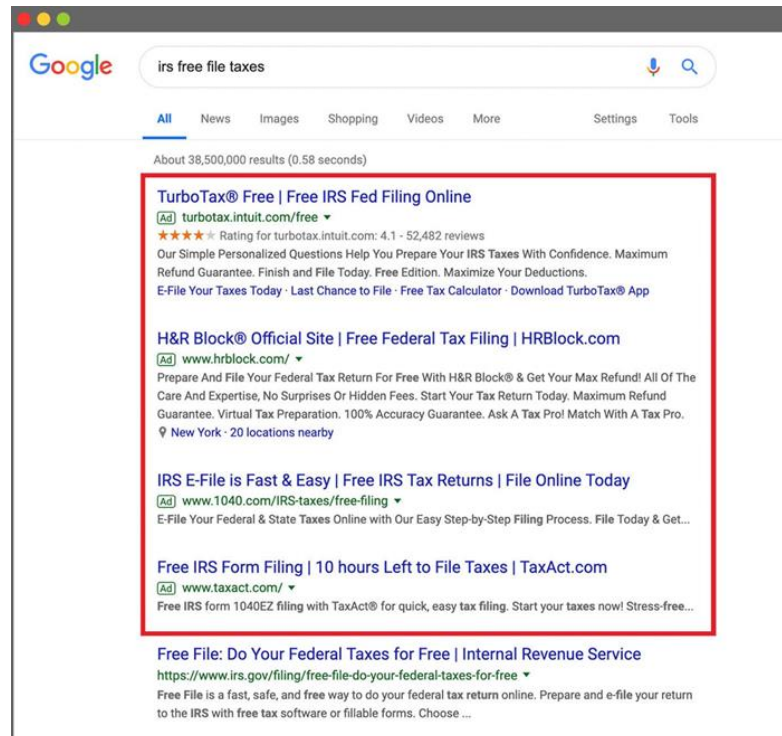 Google
irs free file taxes
All News Images Shopping Videos More Settings Tools
About 38,500,000 results (0.58 seconds)
TurboTax® Free | Free IRS Fed Filing Online
Ad turbotax.intuit.com/free
Rating for turbotax.intuit.com: 4.1 - 52,482 reviews
Our Simple Personalized Questions Help You Prepare Your IRS Taxes With Confidence. Maximum
Refund Guarantee. Finish and File Today. Free Edition. Maximize Your Deductions.
E-File Your Taxes Today · Last Chance to File · Free Tax Calculator · Download TurboTax® App
H&R Block® Official Site | Free Federal Tax Filing | HRBlock.com
Ad www.hrblock.com/
Prepare And File Your Federal Tax Return For Free With H&R Block® & Get Your Max Refund! All Of The
Care And Expertise, No Surprises Or Hidden Fees. Start Your Tax Return Today. Maximum Refund
Guarantee. Virtual Tax Preparation. 100% Accuracy Guarantee. Ask A Tax Pro! Match With A Tax Pro.
New York · 20 locations nearby
IRS E-File is Fast & Easy | Free IRS Tax Returns | File Online Today
Ad www.1040.com/IRS-taxes/free-filing
E-File Your Federal & State Taxes Online with Our Easy Step-by-Step Filing Process. File Today & Get...
Free IRS Form Filing | 10 hours Left to File Taxes | TaxAct.com
Ad www.taxact.com/
Free IRS form 1040EZ filing with TaxAct® for quick, easy tax filing. Start your taxes now! Stress-free...
Free File: Do Your Federal Taxes for Free | Internal Revenue Service
https://www.irs.gov/filing/free-file-do-your-federal-taxes-for-free
Free File is a fast, safe, and free way to do your federal tax return online. Prepare and e-file your return
to the IRS with free tax software or fillable forms. Choose ...